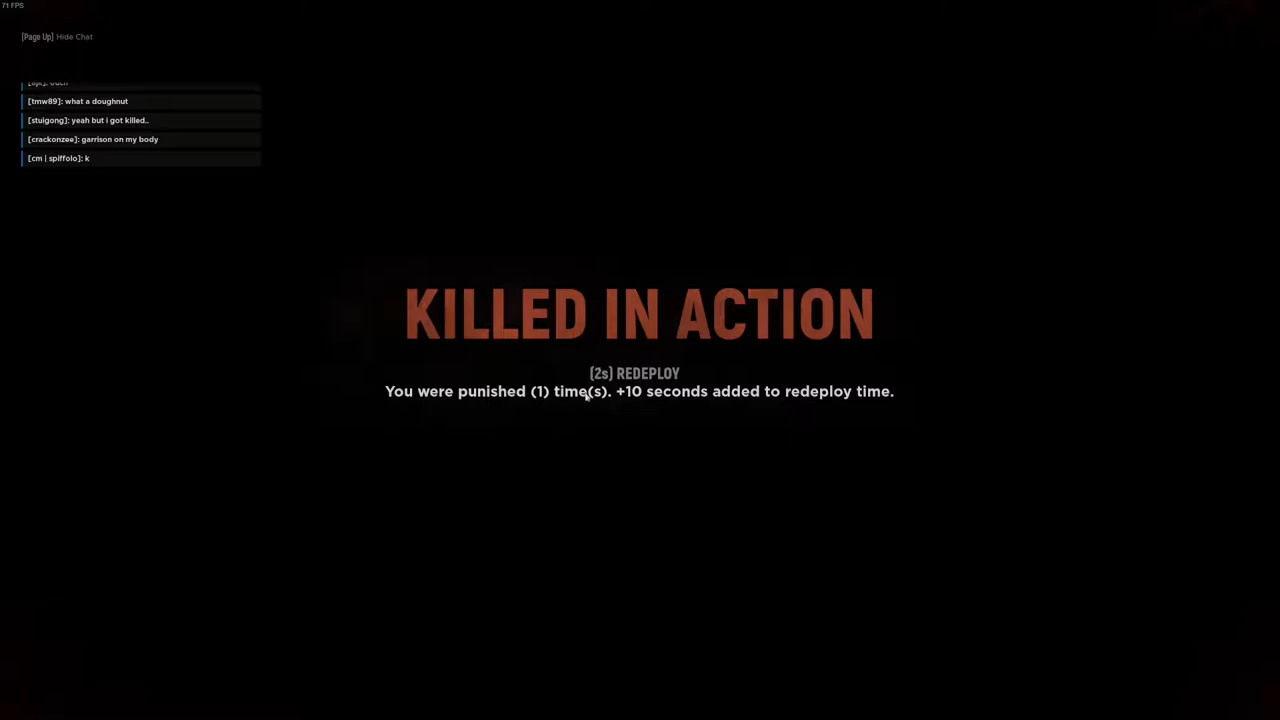 71 FPS
[Page Up] Hide Chat
[tmw89]: what a doughnut
[stuigong]: yeah but i got killed..
[crackonzee]: garrison on my body
[cm | spiffolo]: k
KILLED IN ACTION
(2s) REDEPLOY
You were punished (1) time(s). +10 seconds added to redeploy time.